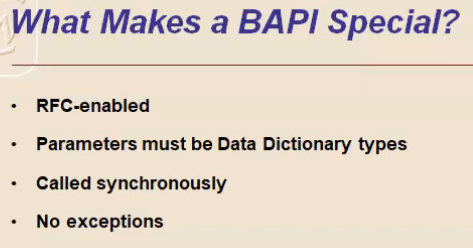 What Makes a BAPI Special?
• RFC-enabled
• Parameters must be Data Dictionary types
• Called synchronously
• No exceptions